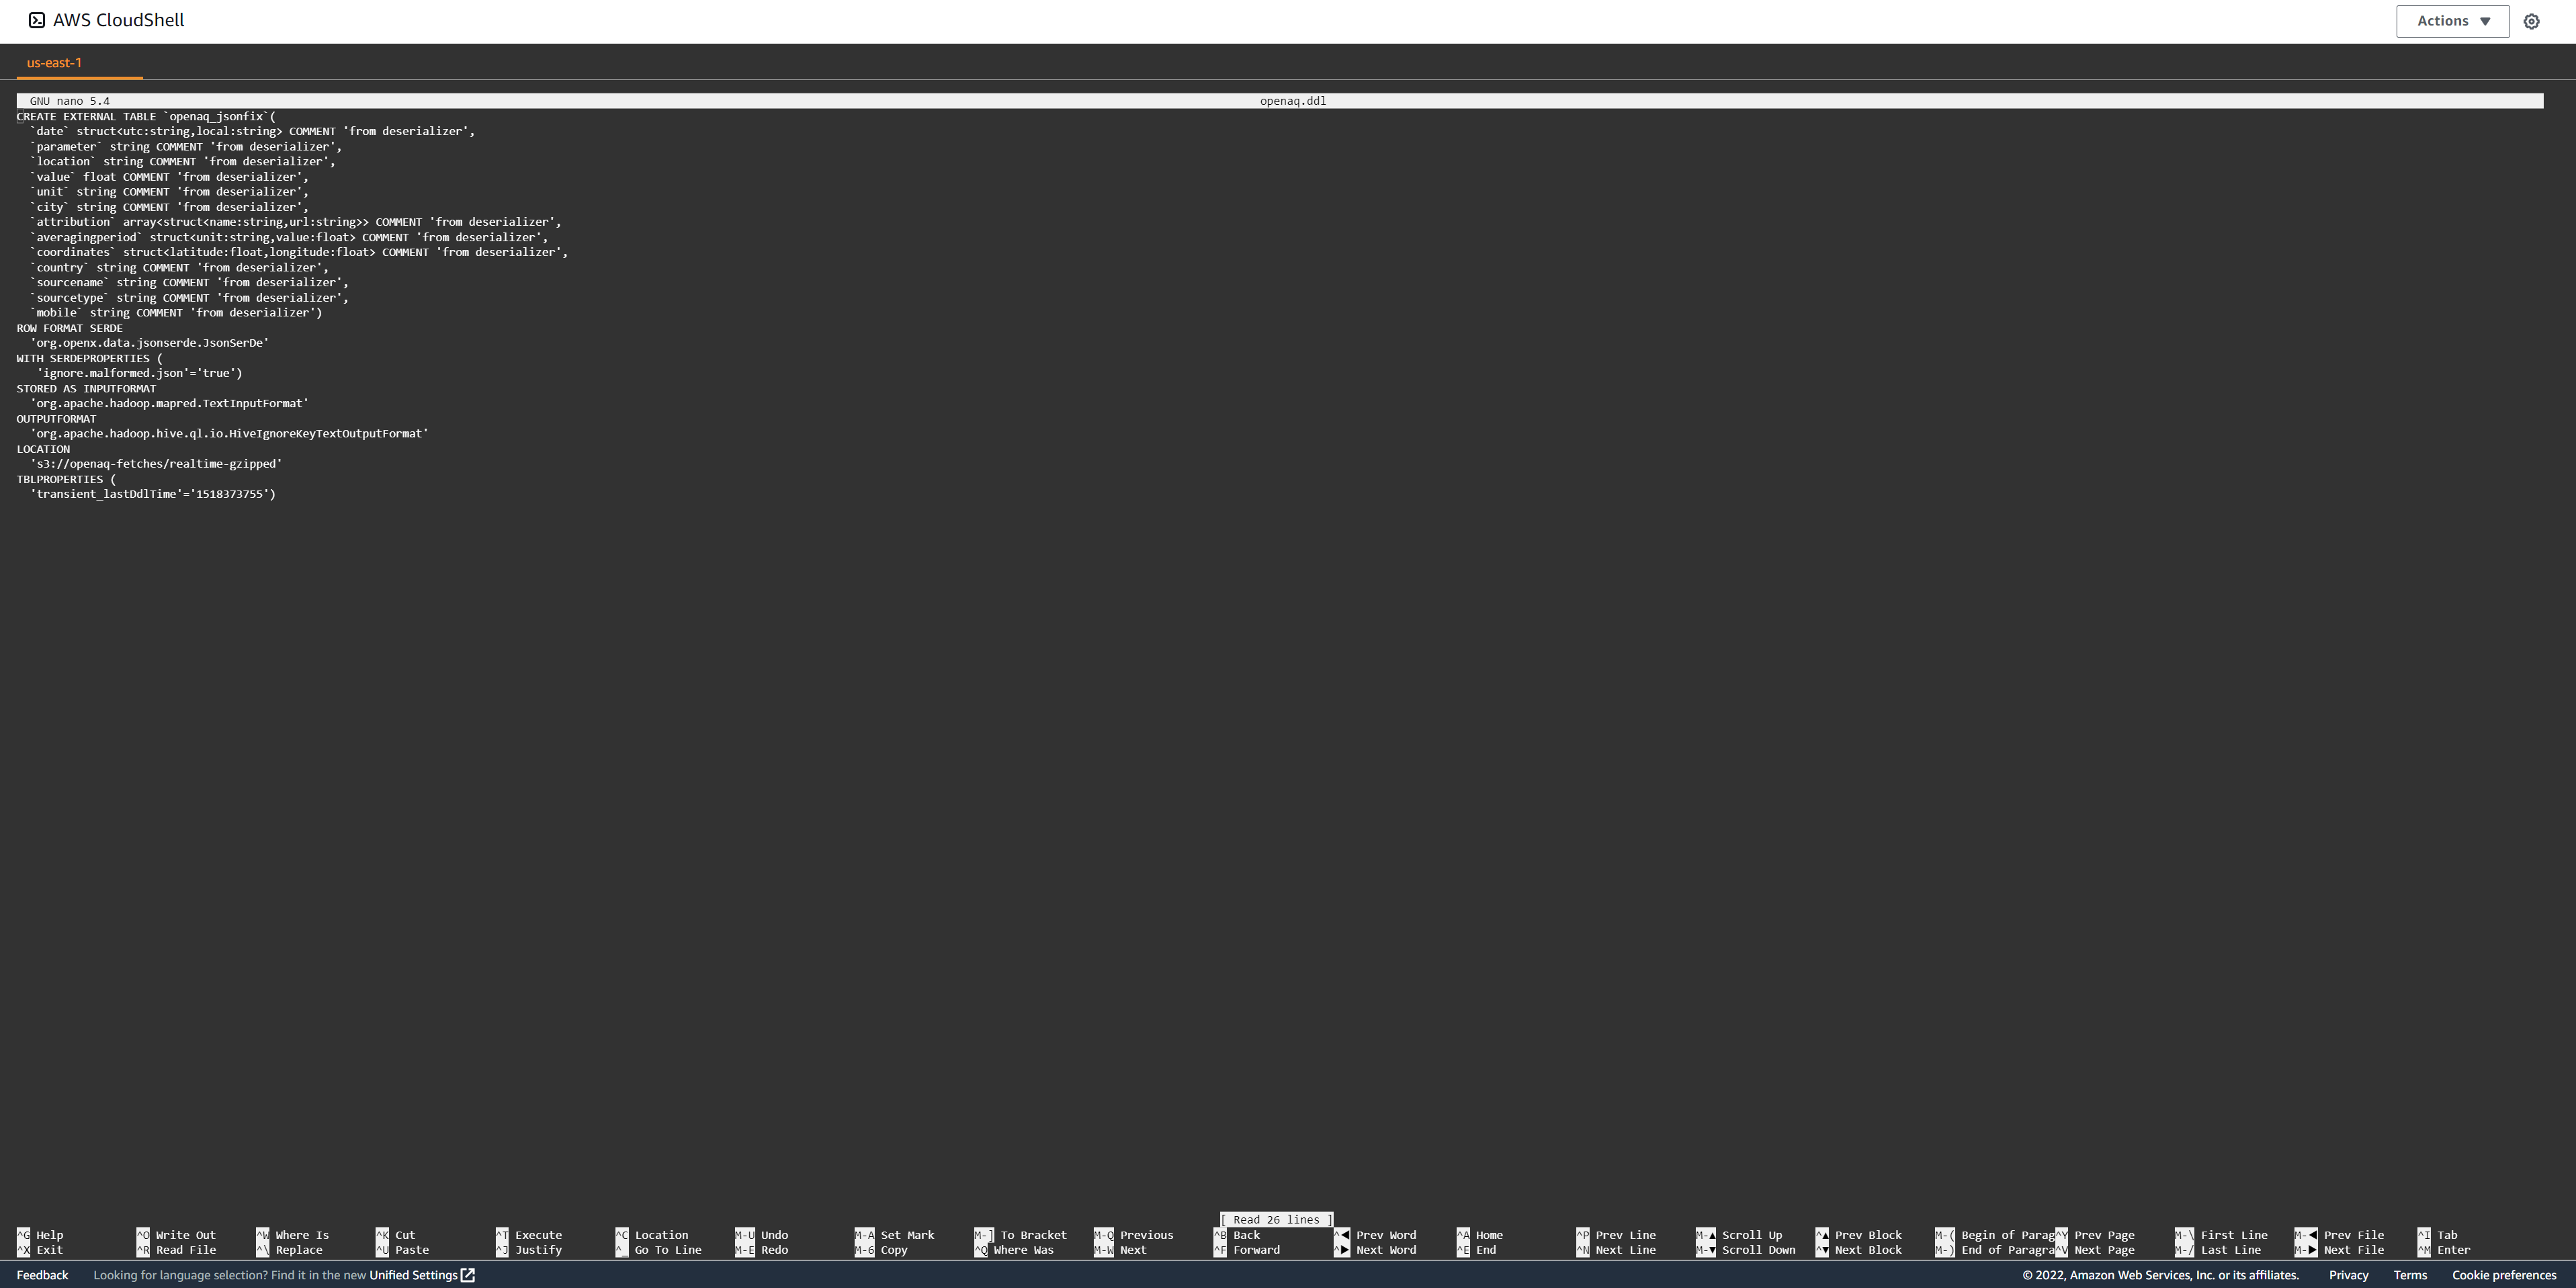 AWS CloudShell
Actions ▼
us-east-1
GNU nano 5.4 openaq.ddl
CREATE EXTERNAL TABLE `openaq_jsonfix`(
  `date` struct<utc:string,local:string> COMMENT 'from deserializer',
  `parameter` string COMMENT 'from deserializer',
  `location` string COMMENT 'from deserializer',
  `value` float COMMENT 'from deserializer',
  `unit` string COMMENT 'from deserializer',
  `city` string COMMENT 'from deserializer',
  `attribution` array<struct<name:string,url:string>> COMMENT 'from deserializer',
  `averagingperiod` struct<unit:string,value:float> COMMENT 'from deserializer',
  `coordinates` struct<latitude:float,longitude:float> COMMENT 'from deserializer',
  `country` string COMMENT 'from deserializer',
  `sourcename` string COMMENT 'from deserializer',
  `sourcetype` string COMMENT 'from deserializer',
  `mobile` string COMMENT 'from deserializer')
ROW FORMAT SERDE
  'org.openx.data.jsonserde.JsonSerDe'
WITH SERDEPROPERTIES (
   'ignore.malformed.json'='true')
STORED AS INPUTFORMAT
  'org.apache.hadoop.mapred.TextInputFormat'
OUTPUTFORMAT
  'org.apache.hadoop.hive.ql.io.HiveIgnoreKeyTextOutputFormat'
LOCATION
  's3://openaq-fetches/realtime-gzipped'
TBLPROPERTIES (
  'transient_lastDdlTime'='1518373755')
[ Read 26 lines ]
^G Help ^O Write Out ^W Where Is ^K Cut ^T Execute ^C Location M-U Undo M-A Set Mark M-] To Bracket M-Q Previous ^B Back ^◀ Prev Word ^A Home ^P Prev Line M-▲ Scroll Up ^▲ Prev Block M-( Begin of Parag ^Y Prev Page M-\ First Line M-◀ Prev File ^I Tab
^X Exit ^R Read File ^\ Replace ^U Paste ^J Justify ^_ Go To Line M-E Redo M-6 Copy ^Q Where Was M-W Next ^F Forward ^▶ Next Word ^E End ^N Next Line M-▼ Scroll Down ^▼ Next Block M-) End of Paragra ^V Next Page M-/ Last Line M-▶ Next File ^M Enter
Feedback Looking for language selection? Find it in the new Unified Settings © 2022, Amazon Web Services, Inc. or its affiliates. Privacy Terms Cookie preferences